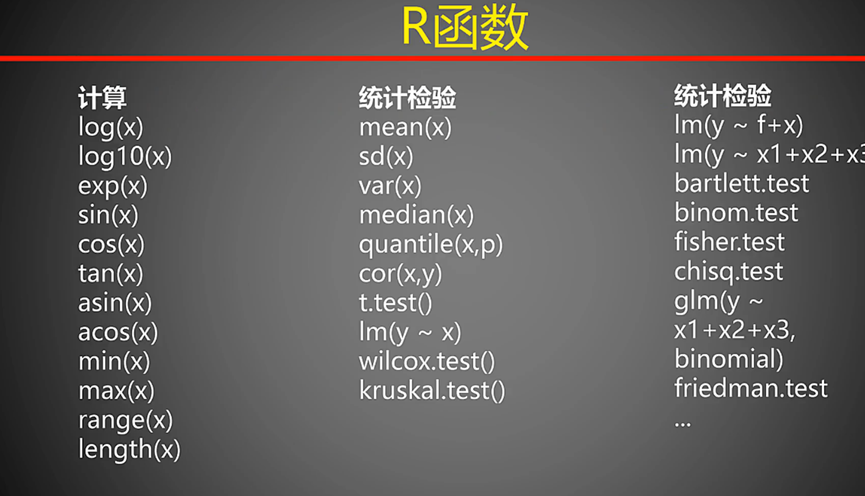 R函数
计算
log(x)
log10(x)
exp(x)
sin(x)
cos(x)
tan(x)
asin(x)
acos(x)
min(x)
max(x)
range(x)
length(x)
统计检验
mean(x)
sd(x)
var(x)
median(x)
quantile(x,p)
cor(x,y)
t.test()
lm(y ~ x)
wilcox.test()
kruskal.test()
统计检验
lm(y ~ f+x)
lm(y ~ x1+x2+x3
bartlett.test
binom.test
fisher.test
chisq.test
glm(y ~
x1+x2+x3,
binomial)
friedman.test
...